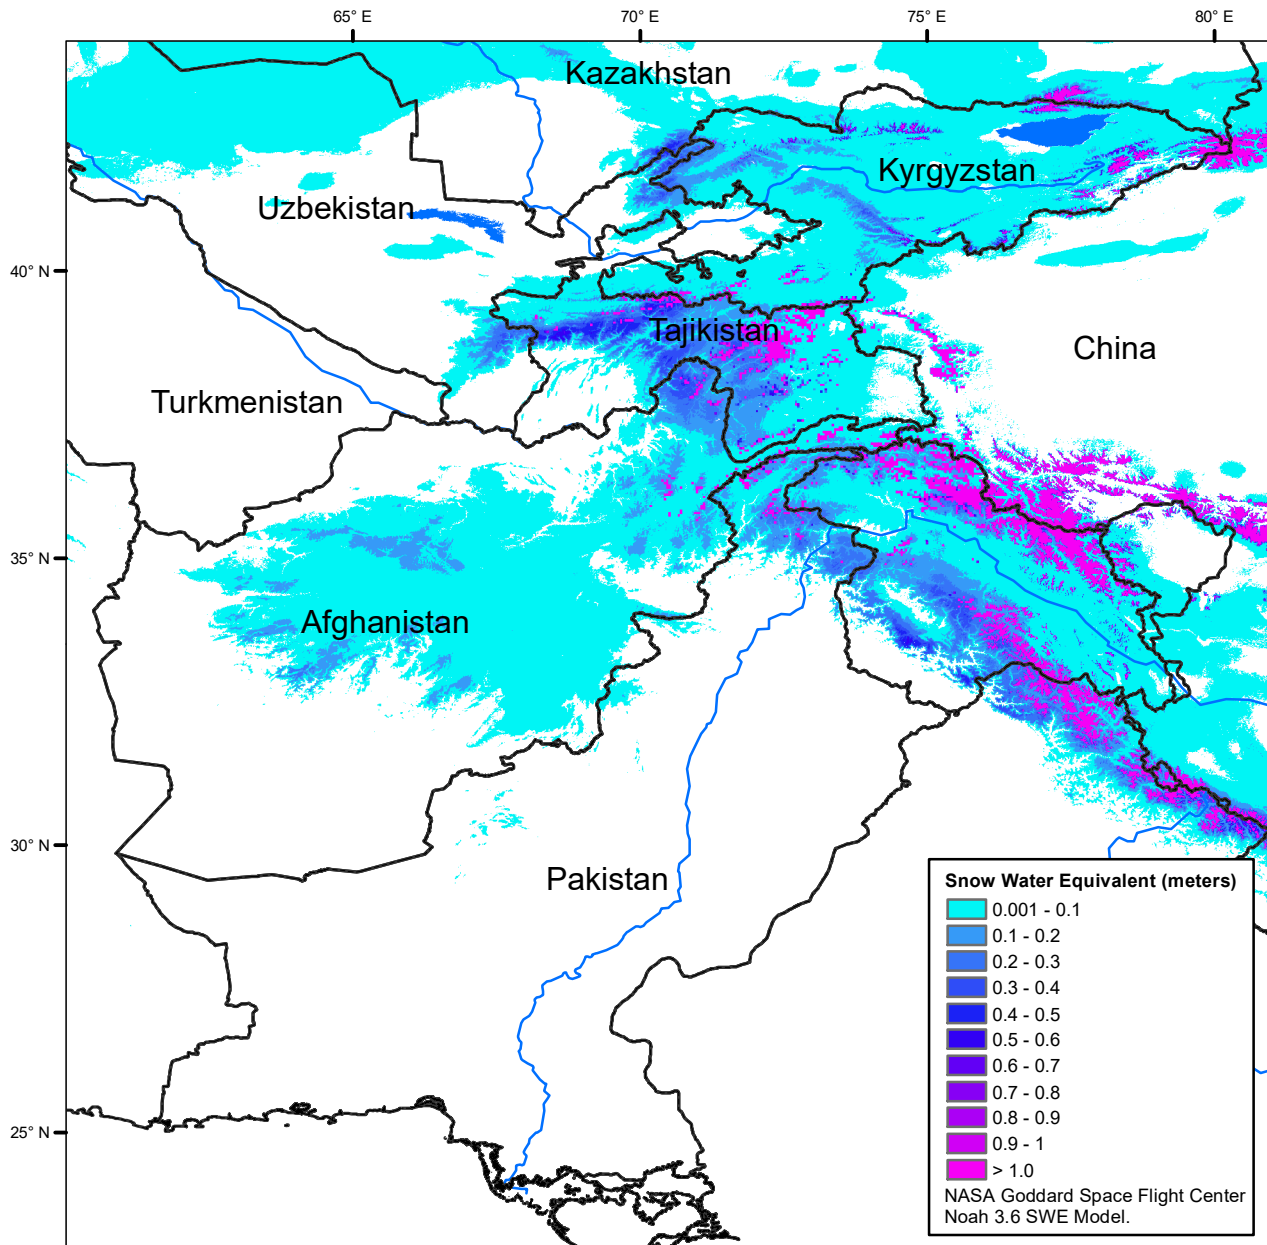 65° E
70° E
75° E
80° E
Kazakhstan
Kyrgyzstan
Uzbekistan
40° N
Tajikistan
China
Turkmenistan
35° N
Afghanistan
30° N
Pakistan
25° N
Snow Water Equivalent (meters)
0.001 - 0.1
0.1 - 0.2
0.2 - 0.3
0.3 - 0.4
0.4 - 0.5
0.5 - 0.6
0.6 - 0.7
0.7 - 0.8
0.8 - 0.9
0.9 - 1
> 1.0
NASA Goddard Space Flight Center
Noah 3.6 SWE Model.